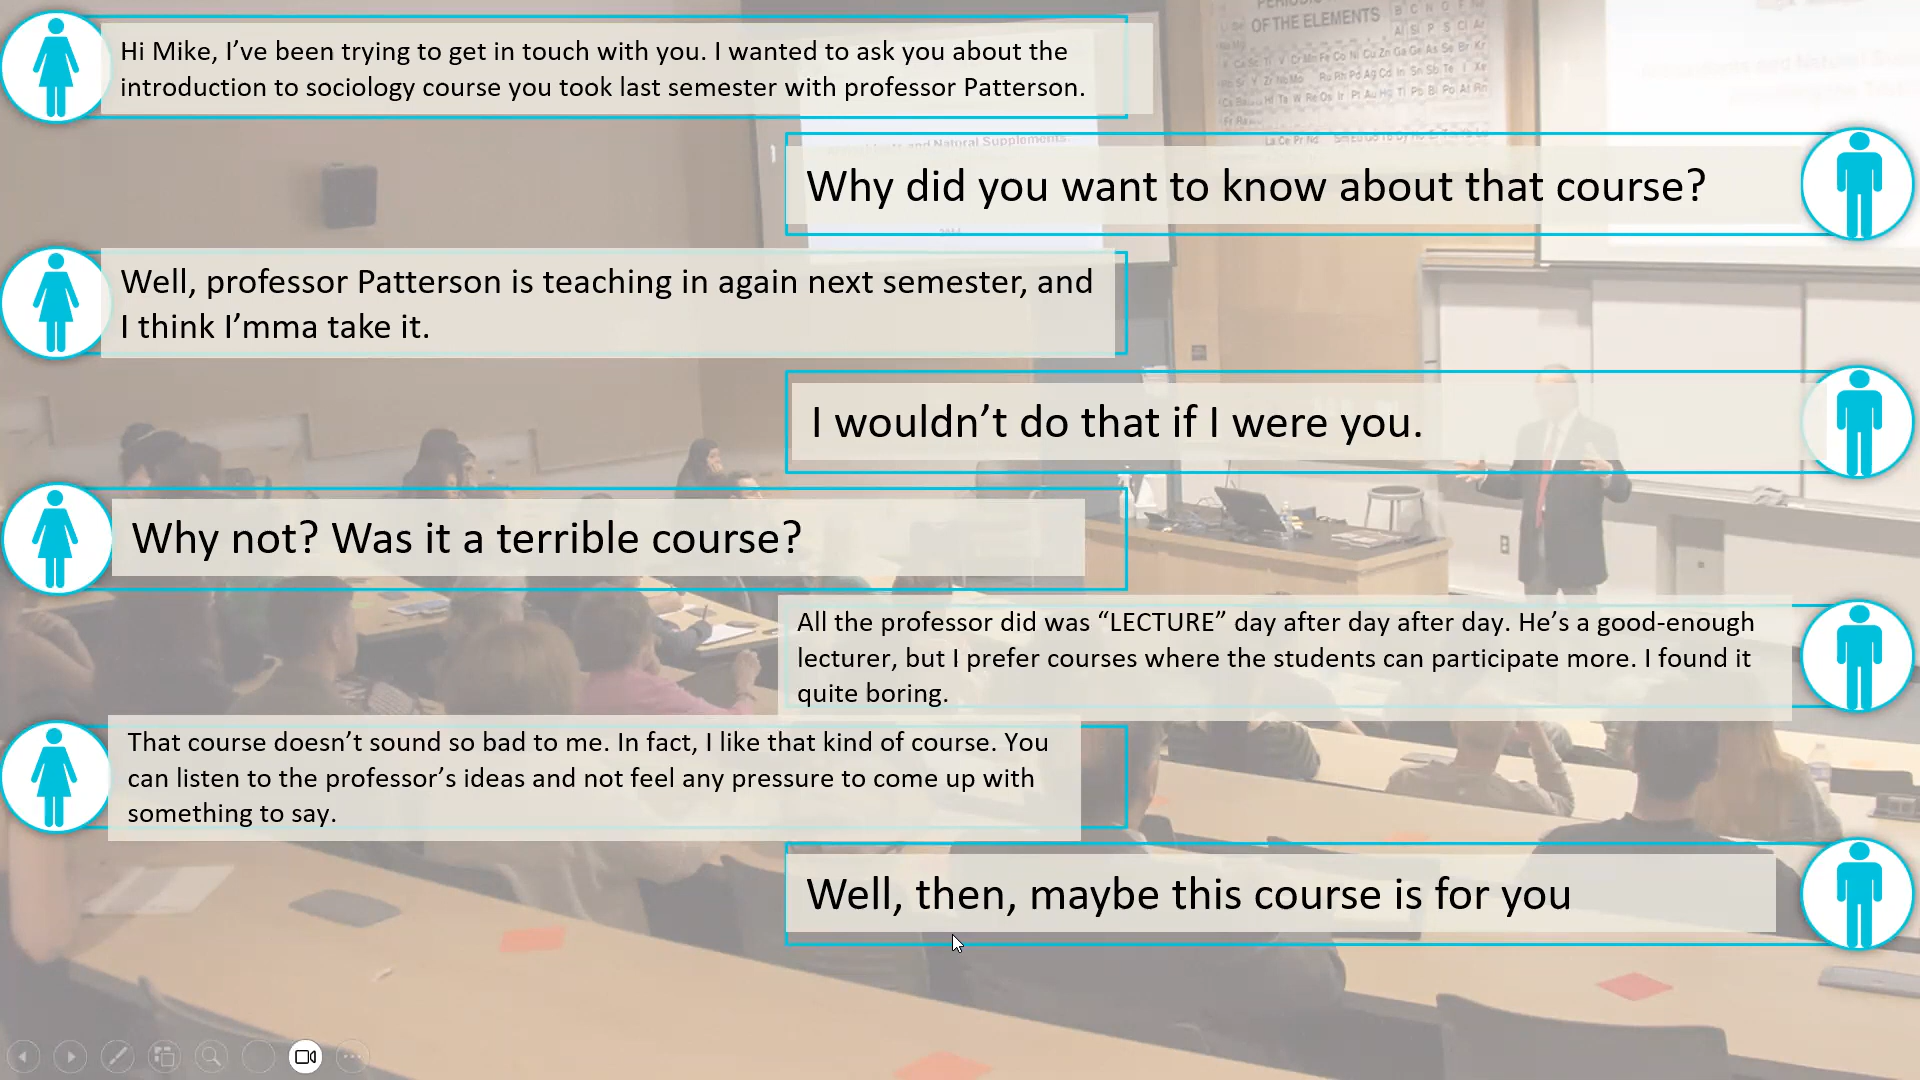 Hi Mike, I’ve been trying to get in touch with you. I wanted to ask you about the
introduction to sociology course you took last semester with professor Patterson.
Why did you want to know about that course?
Well, professor Patterson is teaching in again next semester, and
I think I’mma take it.
I wouldn’t do that if I were you.
Why not? Was it a terrible course?
All the professor did was “LECTURE” day after day after day. He’s a good-enough
lecturer, but I prefer courses where the students can participate more. I found it
quite boring.
That course doesn’t sound so bad to me. In fact, I like that kind of course. You
can listen to the professor’s ideas and not feel any pressure to come up with
something to say.
Well, then, maybe this course is for you
OF THE ELEMENTS
and Natural Supplements